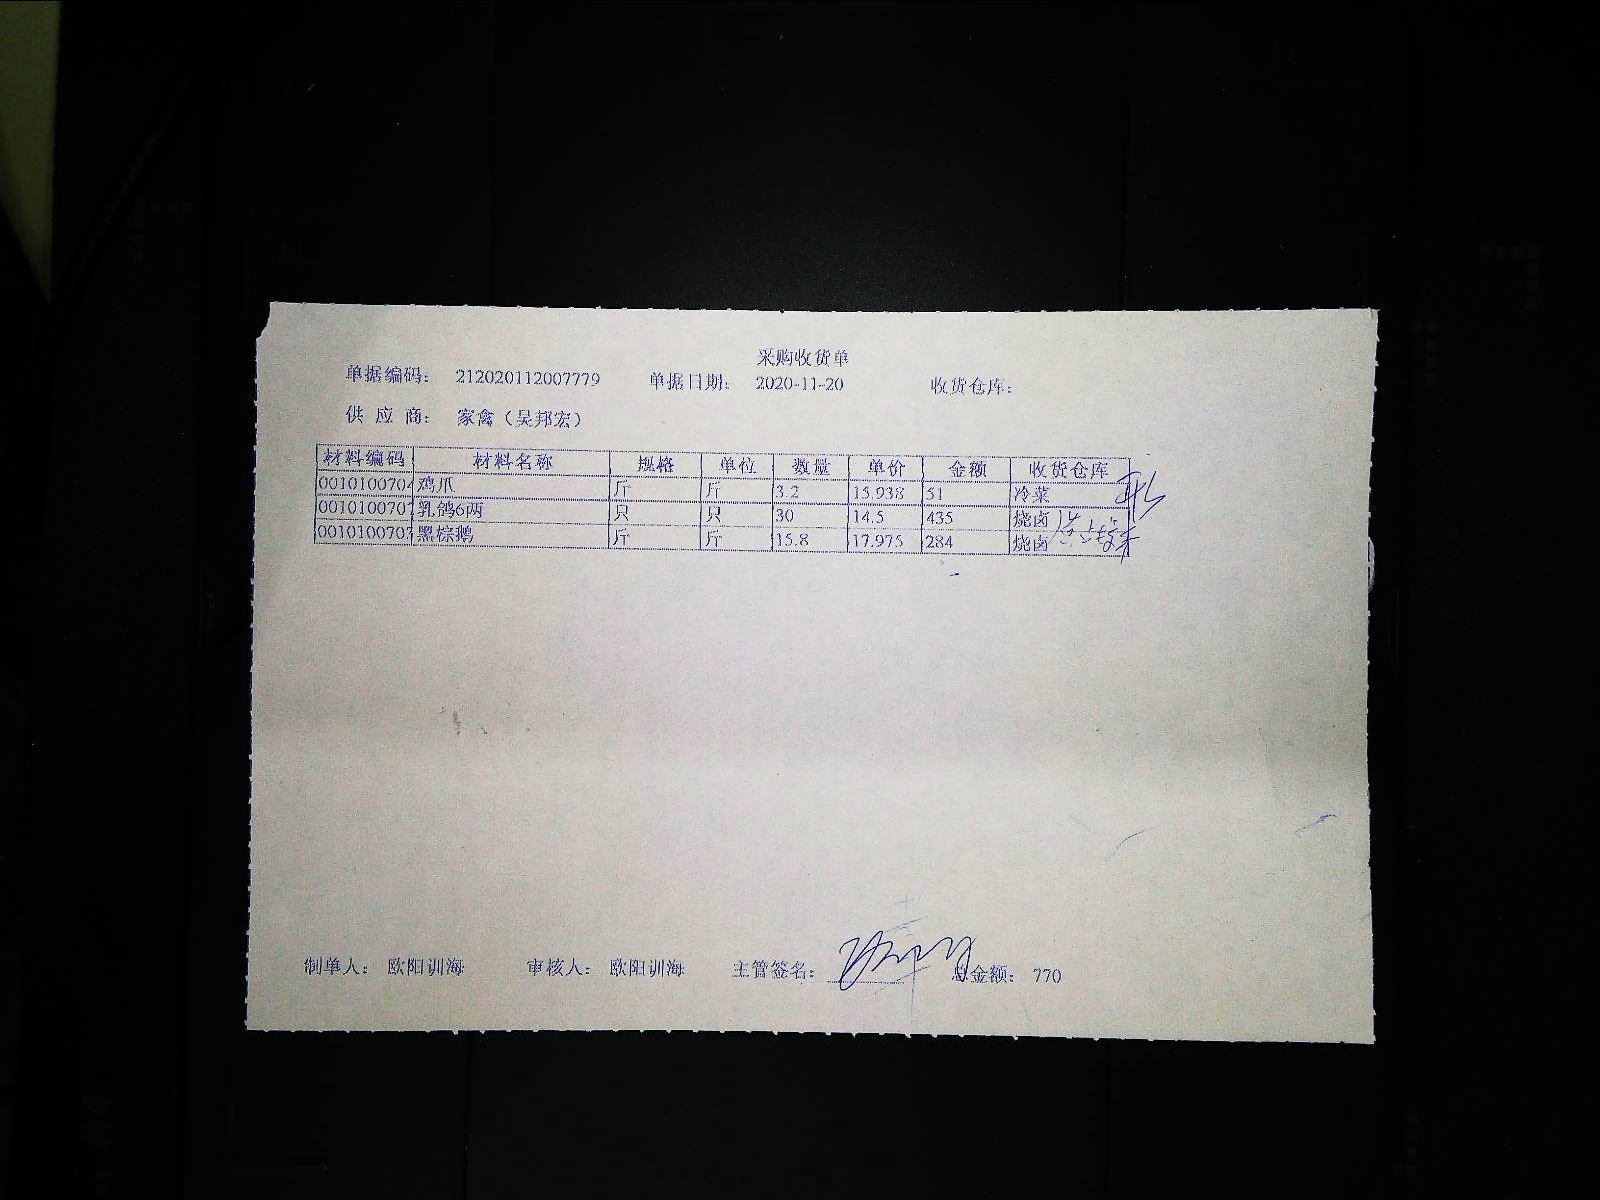 采购收货单
单据编码： 212020112007779 单据日期： 2020-11-20 收货仓库：
供 应 商： 家禽（吴邦宏）
材料编码 材料名称 规格 单位 数量 单价 金额 收货仓库
0010100704 鸡爪 斤 斤 3.2 15.938 51 冷菜
0010100707 乳鸽6两 只 只 30 14.5 435 烧卤
0010100707 黑棕鹅 斤 斤 15.8 17.975 284 烧卤
制单人： 欧阳训海 审核人： 欧阳训海 主管签名： 总金额： 770